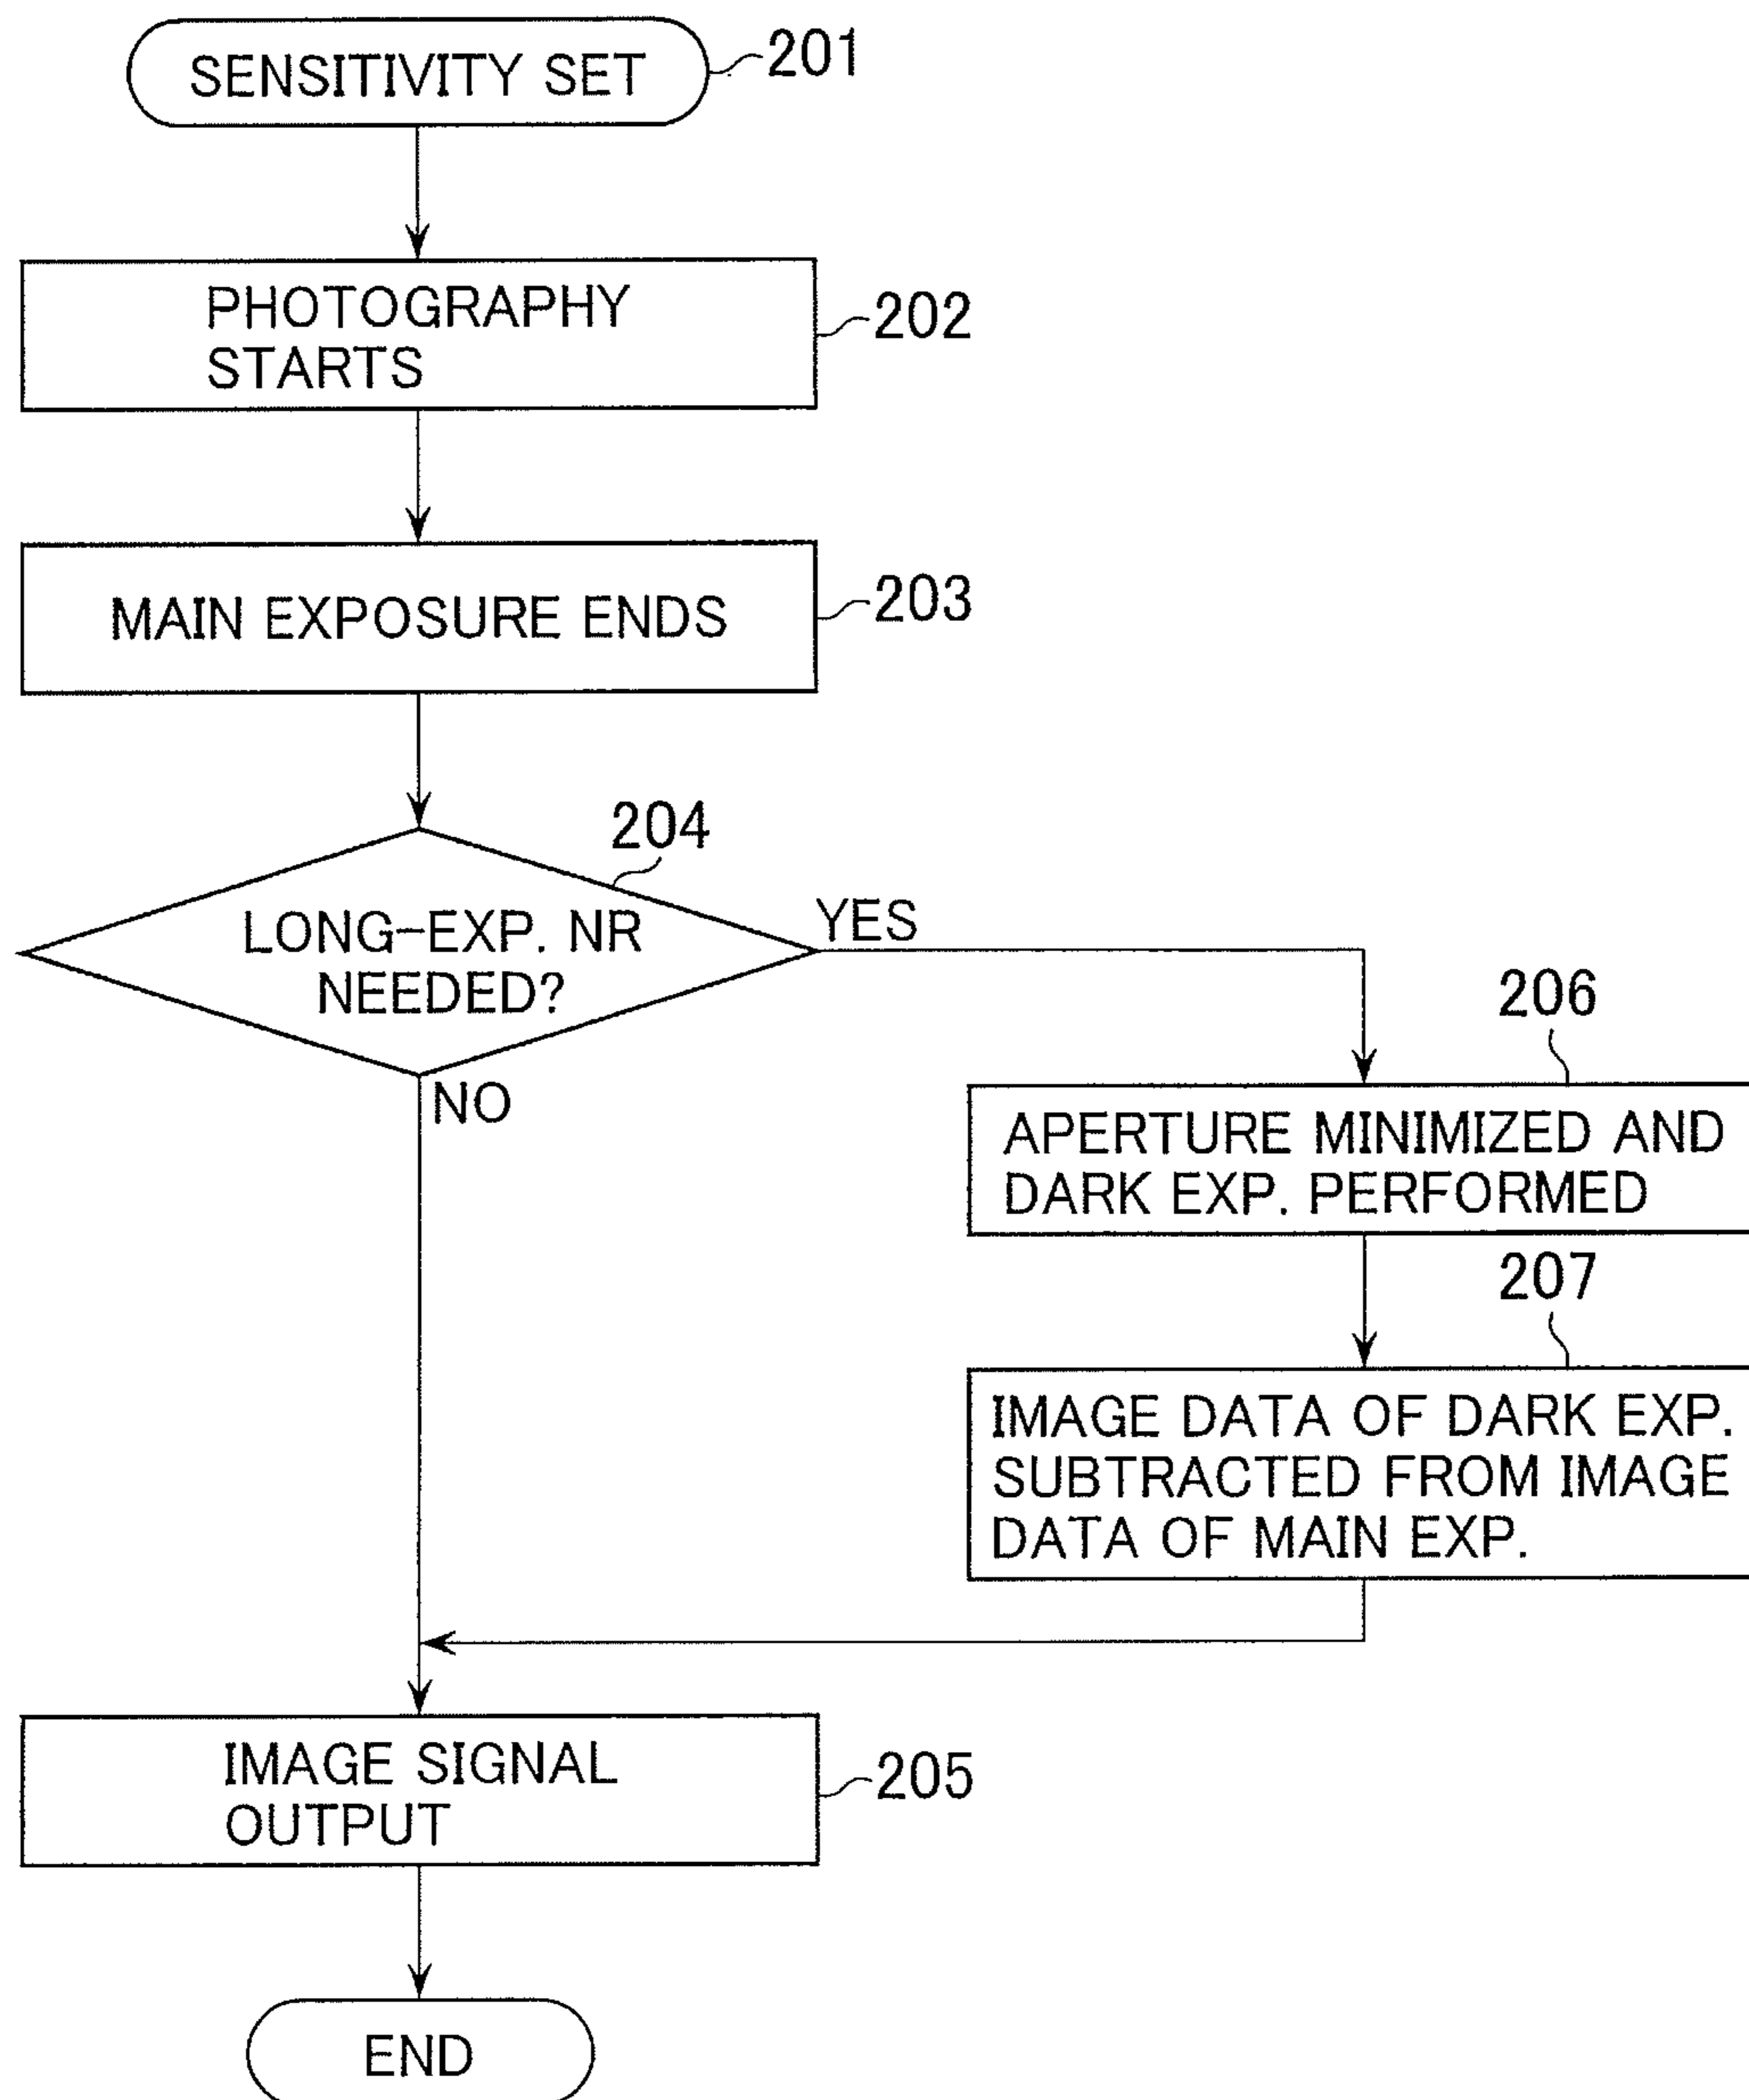 SENSITIVITY SET
201
PHOTOGRAPHY
STARTS
202
MAIN EXPOSURE ENDS
203
204
LONG-EXP. NR
NEEDED?
YES
NO
206
APERTURE MINIMIZED AND
DARK EXP. PERFORMED
207
IMAGE DATA OF DARK EXP.
SUBTRACTED FROM IMAGE
DATA OF MAIN EXP.
IMAGE SIGNAL
OUTPUT
205
END